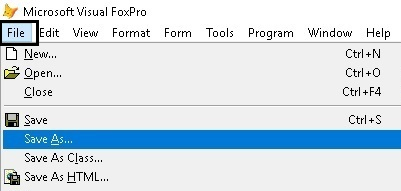 Microsoft Visual FoxPro
File Edit View Format Form Tools Program Window Help
New... Ctrl+N
Open... Ctrl+O
Close Ctrl+F4
Save Ctrl+S
Save As...
Save As Class...
Save As HTML...